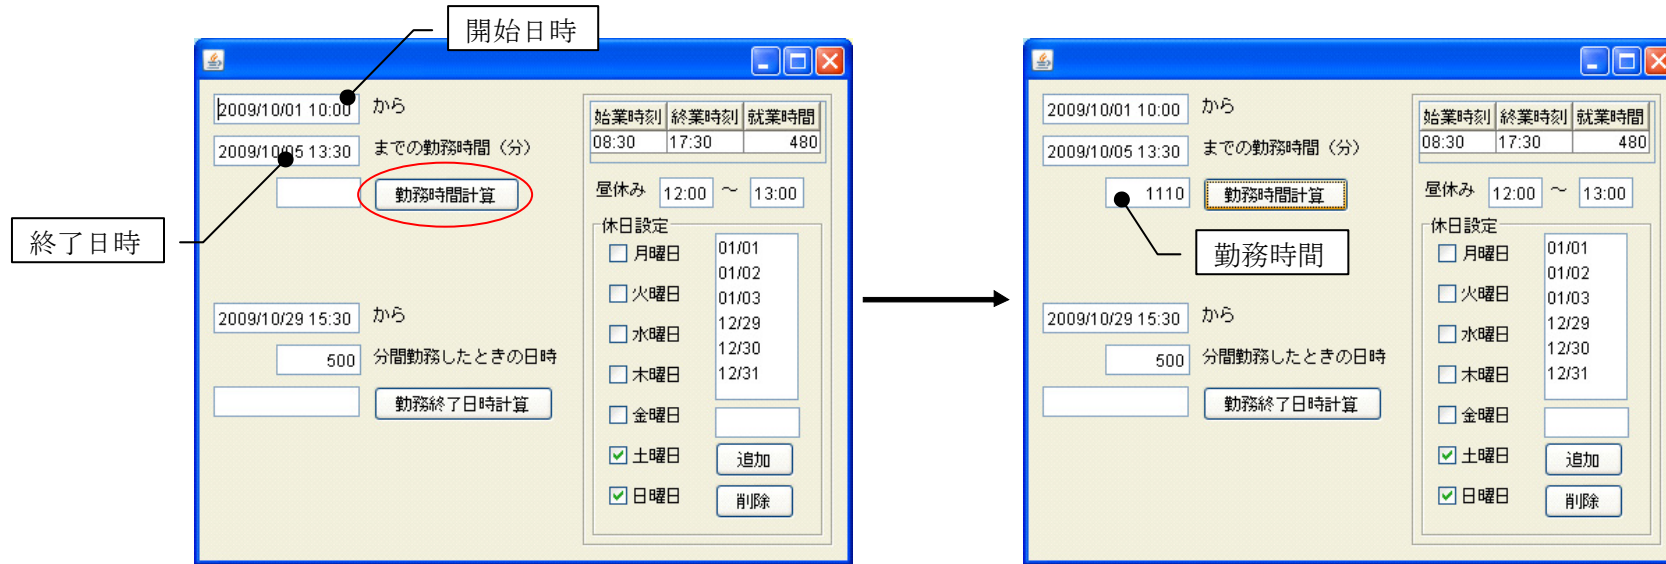 開始日時
終了日時
2009/10/01 10:00 から
2009/10/05 13:30 までの勤務時間（分）
勤務時間計算
2009/10/29 15:30 から
500 分間勤務したときの日時
勤務終了日時計算
始業時刻 終業時刻 就業時間
08:30 17:30 480
昼休み 12:00 ～ 13:00
休日設定
月曜日
火曜日
水曜日
木曜日
金曜日
土曜日
日曜日
01/01
01/02
01/03
12/29
12/30
12/31
追加
削除
2009/10/01 10:00 から
2009/10/05 13:30 までの勤務時間（分）
1110 勤務時間計算
勤務時間
2009/10/29 15:30 から
500 分間勤務したときの日時
勤務終了日時計算
始業時刻 終業時刻 就業時間
08:30 17:30 480
昼休み 12:00 ～ 13:00
休日設定
月曜日
火曜日
水曜日
木曜日
金曜日
土曜日
日曜日
01/01
01/02
01/03
12/29
12/30
12/31
追加
削除